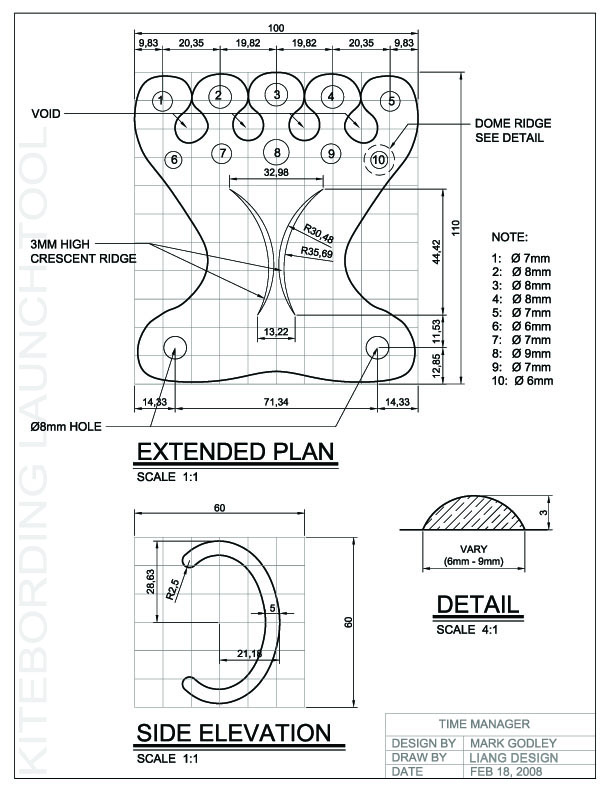 100
9,83 20,35 19,82 19,82 20,35 9,83
1 2 3 4 5
VOID
DOME RIDGE
SEE DETAIL
6 7 8 9 10
32,98
110
R30,48
R35,69
44,42
3MM HIGH
CRESCENT RIDGE
13,22
11,53
12,85
14,33 71,34 14,33
Ø8mm HOLE
NOTE:
1: Ø 7mm
2: Ø 8mm
3: Ø 8mm
4: Ø 8mm
5: Ø 7mm
6: Ø 6mm
7: Ø 7mm
8: Ø 9mm
9: Ø 7mm
10: Ø 6mm
EXTENDED PLAN
SCALE 1:1
60
28,63
R2,5
5
21,18
60
SIDE ELEVATION
SCALE 1:1
3
VARY
(6mm - 9mm)
DETAIL
SCALE 4:1
KITEBORDING LAUNCH TOOL
TIME MANAGER
DESIGN BY MARK GODLEY
DRAW BY LIANG DESIGN
DATE FEB 18, 2008